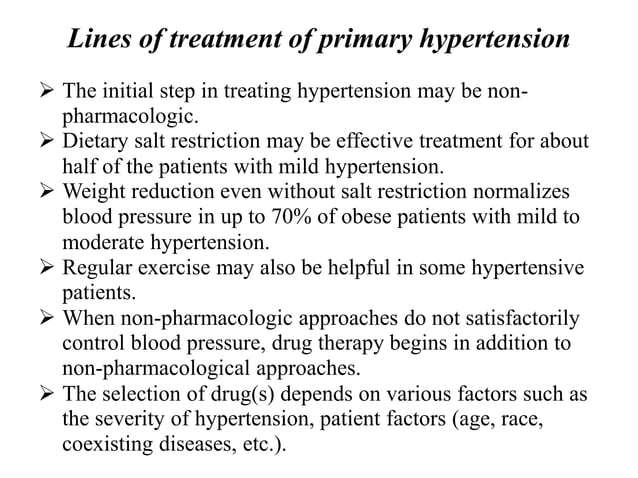 Lines of treatment of primary hypertension
➢ The initial step in treating hypertension may be non-
pharmacologic.
➢ Dietary salt restriction may be effective treatment for about
half of the patients with mild hypertension.
➢ Weight reduction even without salt restriction normalizes
blood pressure in up to 70% of obese patients with mild to
moderate hypertension.
➢ Regular exercise may also be helpful in some hypertensive
patients.
➢ When non-pharmacologic approaches do not satisfactorily
control blood pressure, drug therapy begins in addition to
non-pharmacological approaches.
➢ The selection of drug(s) depends on various factors such as
the severity of hypertension, patient factors (age, race,
coexisting diseases, etc.).